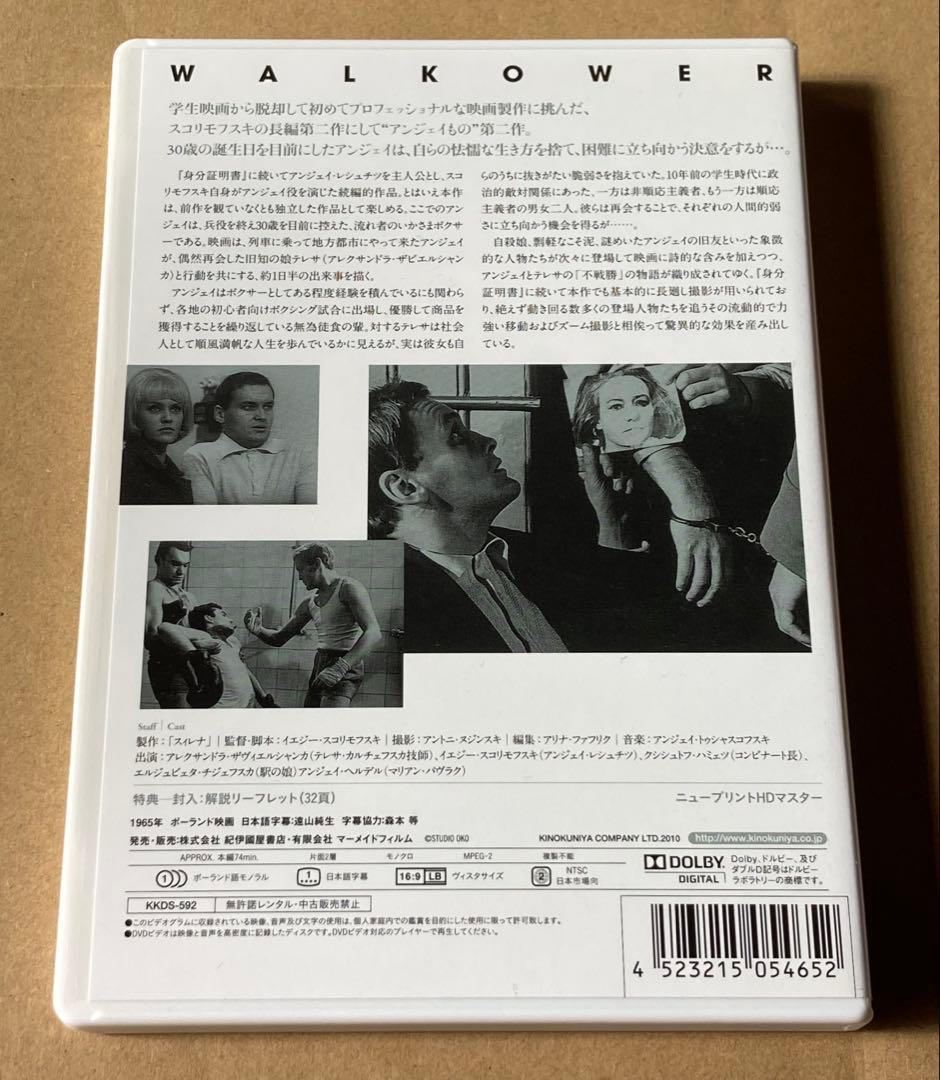 WALKOWER
学生映画から脱却して初めてプロフェッショナルな映画製作に挑んだ、
スコリモフスキの長編第二作にして“アンジェイもの”第二作。
30歳の誕生日を目前にしたアンジェイは、自らの怯懦な生き方を捨て、困難に立ち向かう決意をするが…。
『身分証明書』に続いてアンジェイ・レシュチツを主人公とし、スコ
リモフスキ自身がアンジェイ役を演じた続編的作品。とはいえ本作
は、前作を観ていなくとも独立した作品として楽しめる。ここでのアン
ジェイは、兵役を終え30歳を目前に控えた、流れ者のいかさまボク
サーである。映画は、列車に乗って地方都市にやって来たアンジェイ
が、偶然再会した旧知の娘テレサ(アレクサンドラ・ザビエルシャン
カ)と行動を共にする、約1日半の出来事を描く。
アンジェイはボクサーとしてある程度経験を積んでいるにも関わら
ず、各地の初心者向けボクシング試合に出場し、優勝して商品を
獲得することを繰り返している無為徒食の輩。対するテレサは社会
人として順風満帆な人生を歩んでいるかに見えるが、実は彼女も自
らのうちに抜きがたい脆弱さを抱えていた。10年前の学生時代に政
治的敵対関係にあった、一方は非順応主義者、もう一方は順応
主義者の男女二人。彼らは再会することで、それぞれの人間的弱
さに立ち向かう機会を得るが……。
自殺娘、剽軽なこそ泥、謎めいたアンジェイの旧友といった象徴
的な人物たちが次々に登場して映画に詩的な含みを加えつつ、
アンジェイとテレサの「不戦勝」の物語が織り成されてゆく。『身分
証明書』に続いて本作でも基本的に長廻し撮影が用いられてお
り、絶えず動き回る数多くの登場人物たちを追うその流動的で力
強い移動およびズーム撮影と相俟って驚異的な効果を産み出し
ている。
Staff | Cast
製作:「スィレナ」| 監督・脚本:イエジー・スコリモフスキ | 撮影:アントニ・ヌジンスキ | 編集:アリナ・ファフリク | 音楽:アンジェイ・トゥシャスコフスキ
出演:アレクサンドラ・ザヴィエルシャンカ(テレサ・カルチェフスカ技師)、イエジー・スコリモフスキ(アンジェイ・レシュチツ)、クシシュトフ・ハミェツ(コンビナート長)、
エルジュビェタ・チジェフスカ(駅の娘)アンジェイ・ヘルデル(マリアン・パヴラク)
特典―封入:解説リーフレット(32頁)
ニュープリントHDマスター
1965年 ポーランド映画 日本語字幕:遠山純生 字幕協力:森本 等
発売・販売:株式会社 紀伊國屋書店・有限会社 マーメイドフィルム
©STUDIO OKO
KINOKUNIYA COMPANY LTD.2010
http://www.kinokuniya.co.jp
APPROX. 本編74min. 片面2層 モノクロ MPEG-2 複製不能
1 ポーランド語モノラル 1 日本語字幕 16:9 LB ヴィスタサイズ 2 NTSC 日本市場向
DOLBY DIGITAL
Dolby、ドルビー、及び
ダブルD記号はドルビー
ラボラトリーの商標です。
KKDS-592 無許諾レンタル・中古販売禁止
●このビデオグラムに収録されている映像、音声及び文字の使用は、個人家庭内での鑑賞を目的にした使用に限って許可致します。
●DVDビデオは映像と音声を高密度に記録したディスクです。DVDビデオ対応のプレイヤーで再生してください。
4 523215 054652